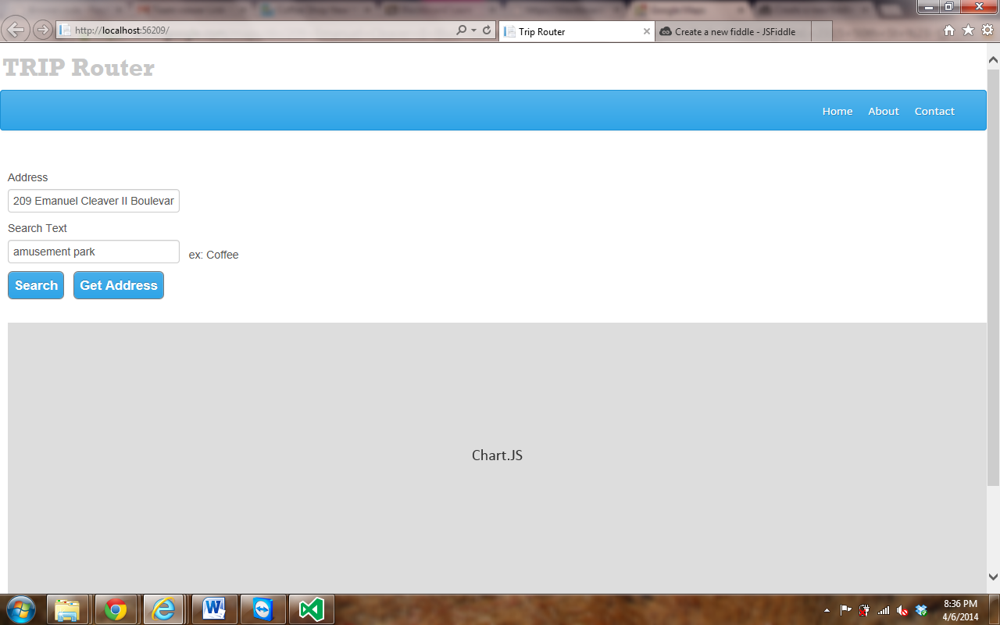 http://localhost:56209/
Trip Router
Create a new fiddle - JSFiddle
TRIP Router
Home About Contact
Address
209 Emanuel Cleaver II Boulevar
Search Text
amusement park
ex: Coffee
Search Get Address
Chart.JS
8:36 PM
4/6/2014